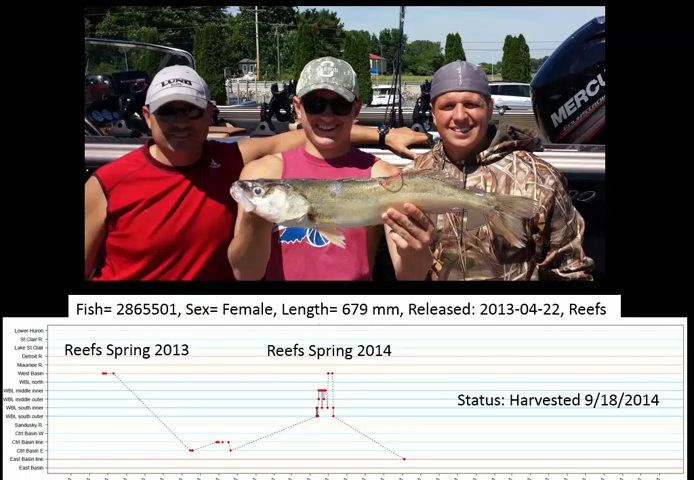 LUND
C
MERCURY
Fish= 2865501, Sex= Female, Length= 679 mm, Released: 2013-04-22, Reefs
Reefs Spring 2013
Reefs Spring 2014
Status: Harvested 9/18/2014
Lower Huron
St.Clair R.
Lake St.Clair
Detroit R.
Maumee R.
West Basin
WBL north
WBL middle inner
WBL middle outer
WBL south inner
WBL south outer
Sandusky R.
Ctrl Basin W
Ctrl Basin line
Ctrl Basin E
East Basin line
East Basin